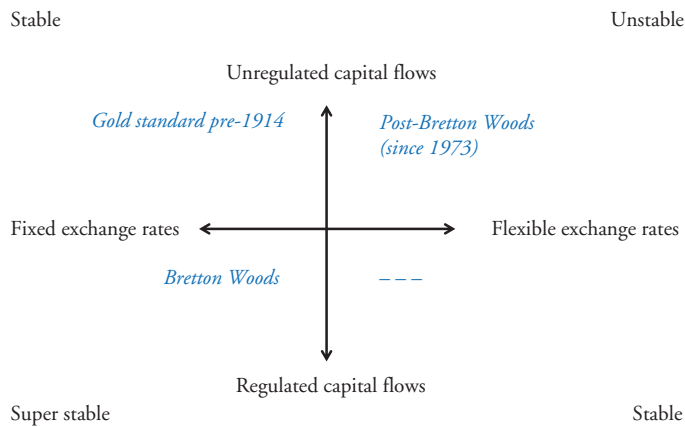 Stable
Unstable
Unregulated capital flows
Gold standard pre-1914
Post-Bretton Woods
(since 1973)
Fixed exchange rates
Flexible exchange rates
Bretton Woods
– – –
Regulated capital flows
Super stable
Stable